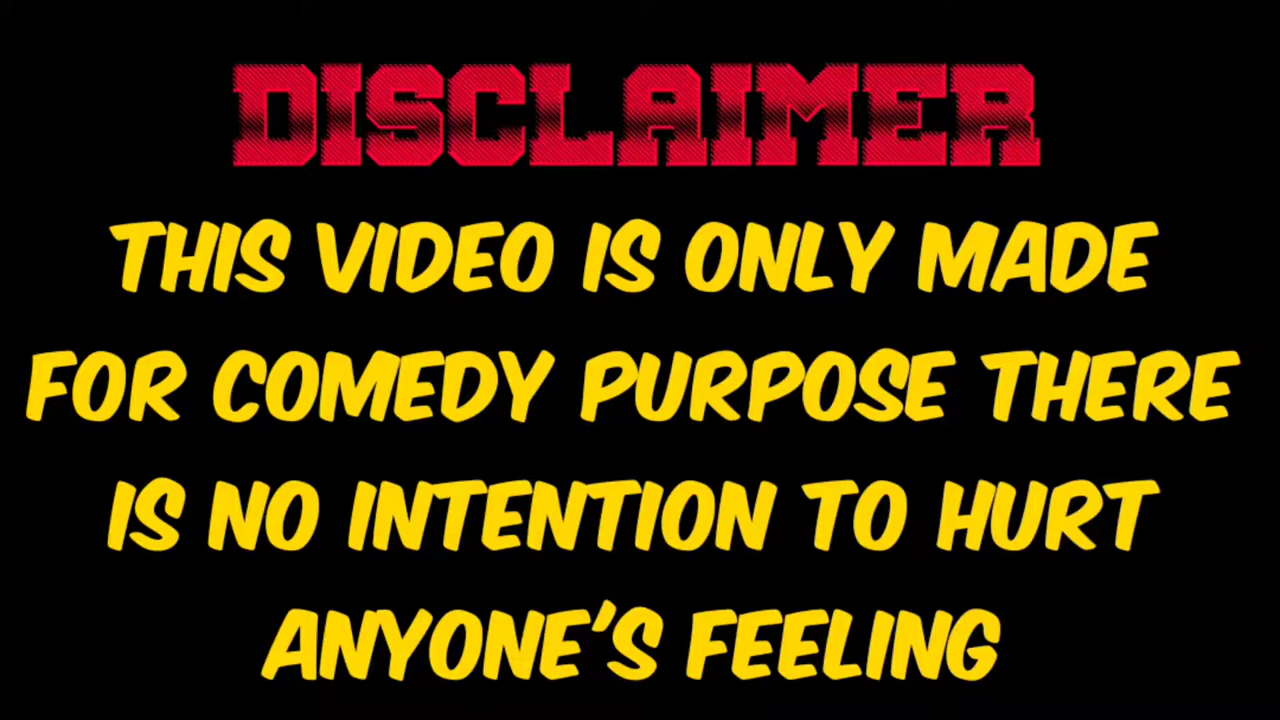 DISCLAIMER
THIS VIDEO IS ONLY MADE
FOR COMEDY PURPOSE THERE
IS NO INTENTION TO HURT
ANYONE'S FEELING